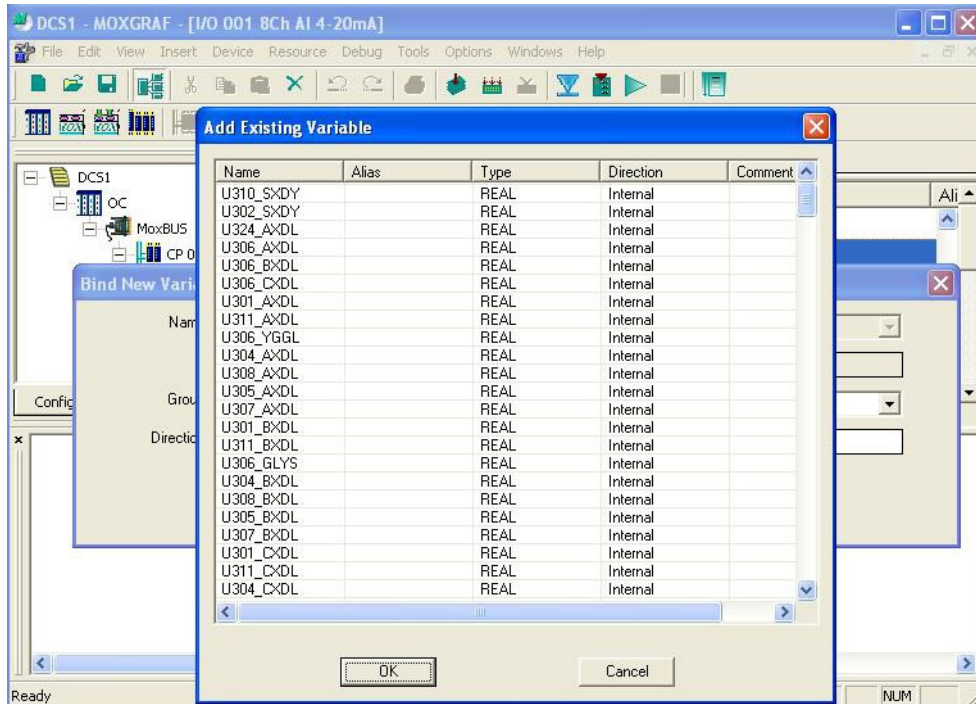 DCS1 - MOXGRAF - [I/O 001 8Ch AI 4-20mA]
File Edit View Insert Device Resource Debug Tools Options Windows Help
Add Existing Variable
DCS1
OC
MoxBUS
CP 0
Config
Ali
Bind New Vari
Nam
Grou
Directio
Name Alias Type Direction Comment
U310_SXDY REAL Internal
U302_SXDY REAL Internal
U324_AXDL REAL Internal
U306_AXDL REAL Internal
U306_BXDL REAL Internal
U306_CXDL REAL Internal
U301_AXDL REAL Internal
U311_AXDL REAL Internal
U306_YGGL REAL Internal
U304_AXDL REAL Internal
U308_AXDL REAL Internal
U305_AXDL REAL Internal
U307_AXDL REAL Internal
U301_BXDL REAL Internal
U311_BXDL REAL Internal
U306_GLYS REAL Internal
U304_BXDL REAL Internal
U308_BXDL REAL Internal
U305_BXDL REAL Internal
U307_BXDL REAL Internal
U301_CXDL REAL Internal
U311_CXDL REAL Internal
U304_CXDL REAL Internal
OK Cancel
Ready NUM